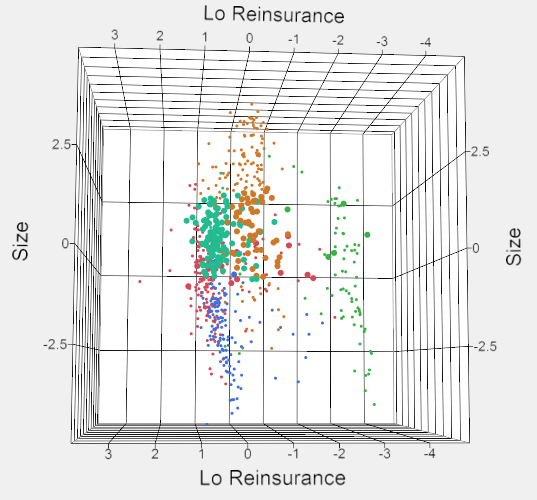 Lo Reinsurance
3 2 1 0 -1 -2 -3 -4
2.5 2.5
Size 0 0 Size
-2.5 -2.5
3 2 1 0 -1 -2 -3 -4
Lo Reinsurance